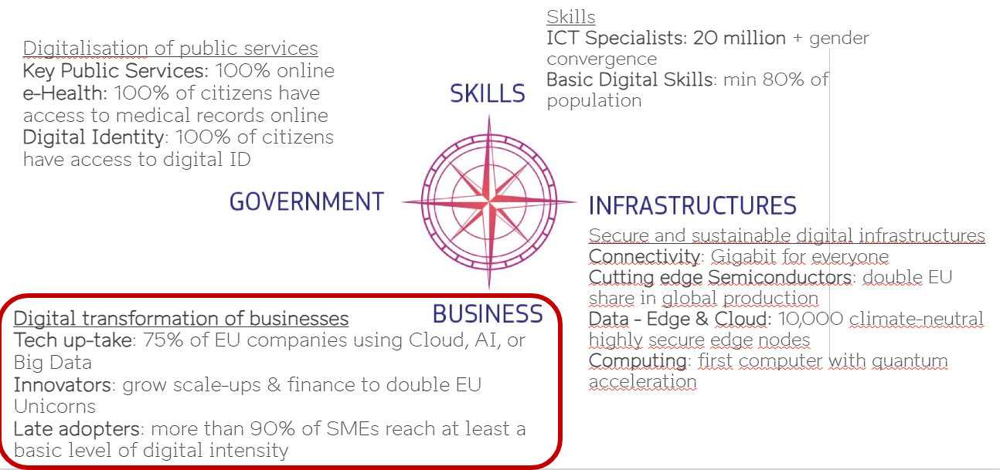 Digitalisation of public services
Key Public Services: 100% online
e-Health: 100% of citizens have
access to medical records online
Digital Identity: 100% of citizens
have access to digital ID
Skills
ICT Specialists: 20 million + gender
convergence
Basic Digital Skills: min 80% of
population
SKILLS
GOVERNMENT
INFRASTRUCTURES
Secure and sustainable digital infrastructures
Connectivity: Gigabit for everyone
Cutting edge Semiconductors: double EU
share in global production
Data - Edge & Cloud: 10,000 climate-neutral
highly secure edge nodes
Computing: first computer with quantum
acceleration
BUSINESS
Digital transformation of businesses
Tech up-take: 75% of EU companies using Cloud, AI, or
Big Data
Innovators: grow scale-ups & finance to double EU
Unicorns
Late adopters: more than 90% of SMEs reach at least a
basic level of digital intensity